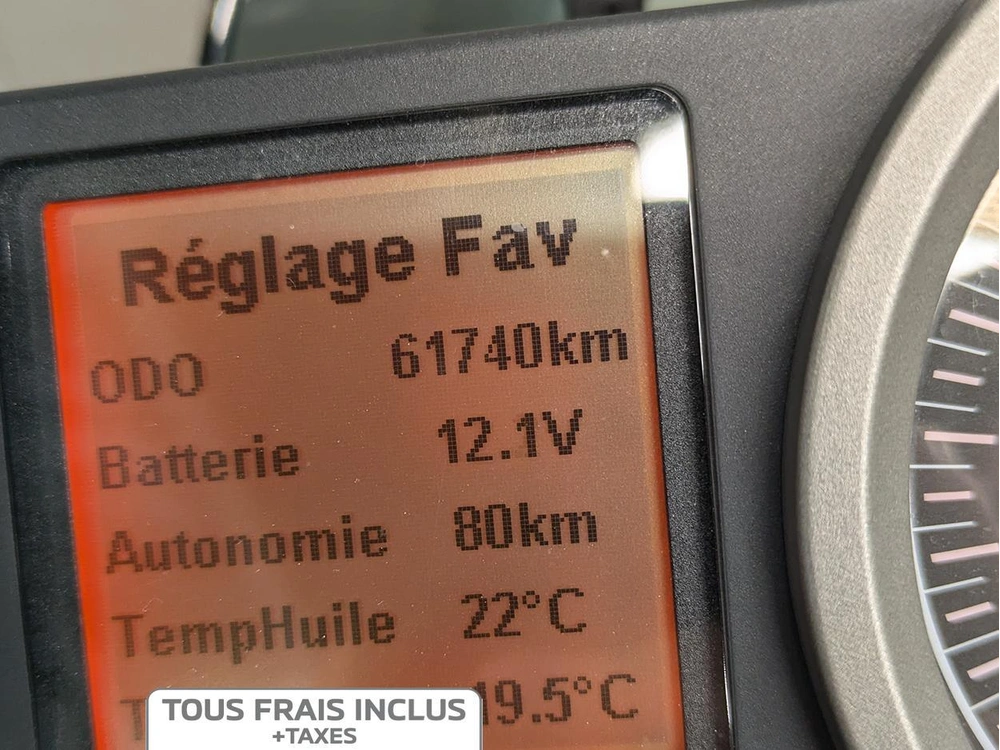 Réglage Fav
ODO 61740km
Batterie 12.1V
Autonomie 80km
TempHuile 22°C
19.5°C
TOUS FRAIS INCLUS
+TAXES